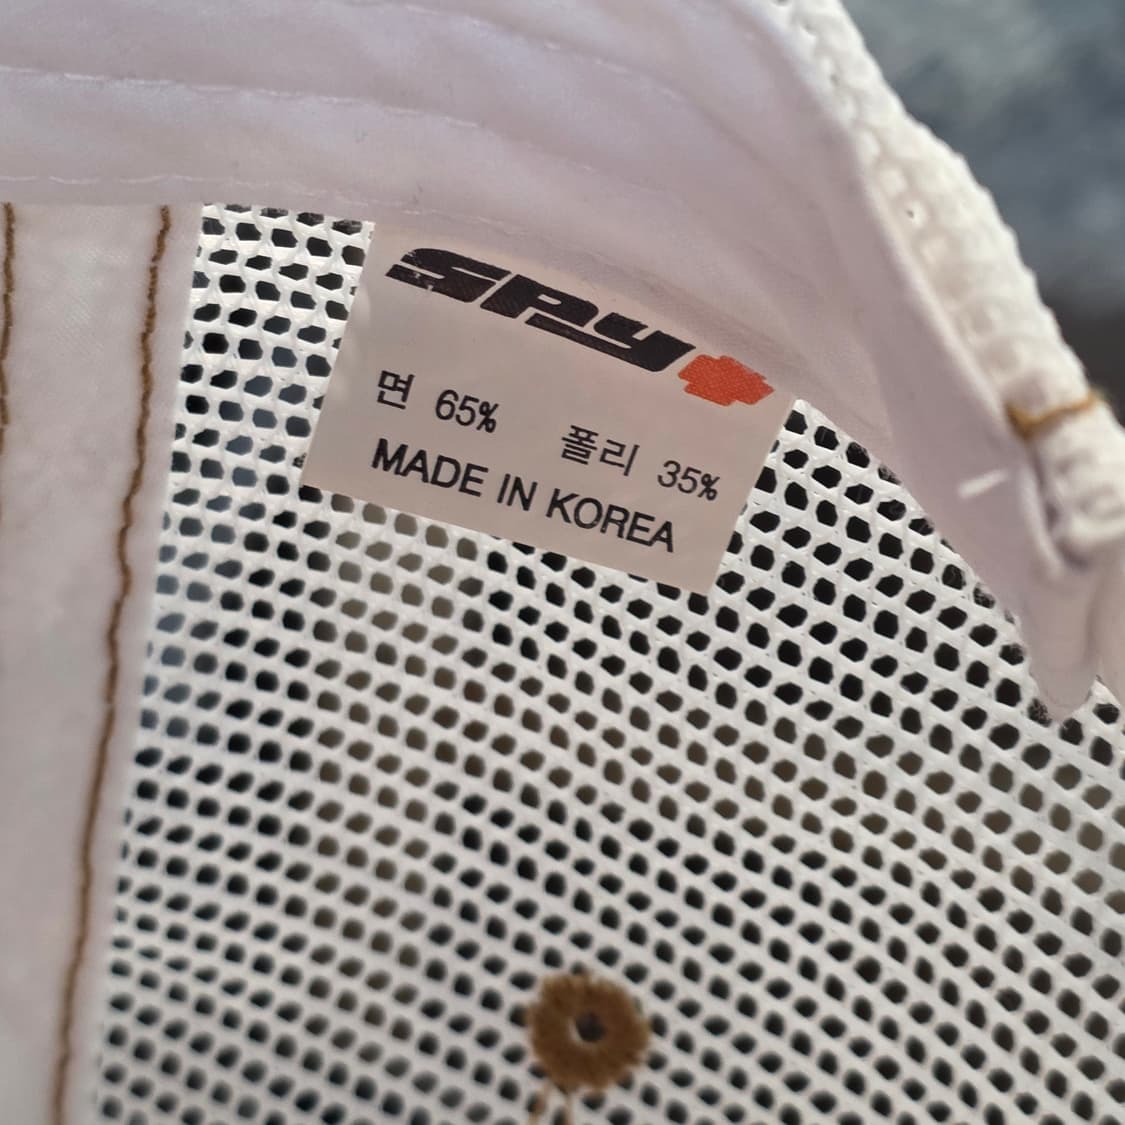 SPY
면 65% 폴리 35%
MADE IN KOREA